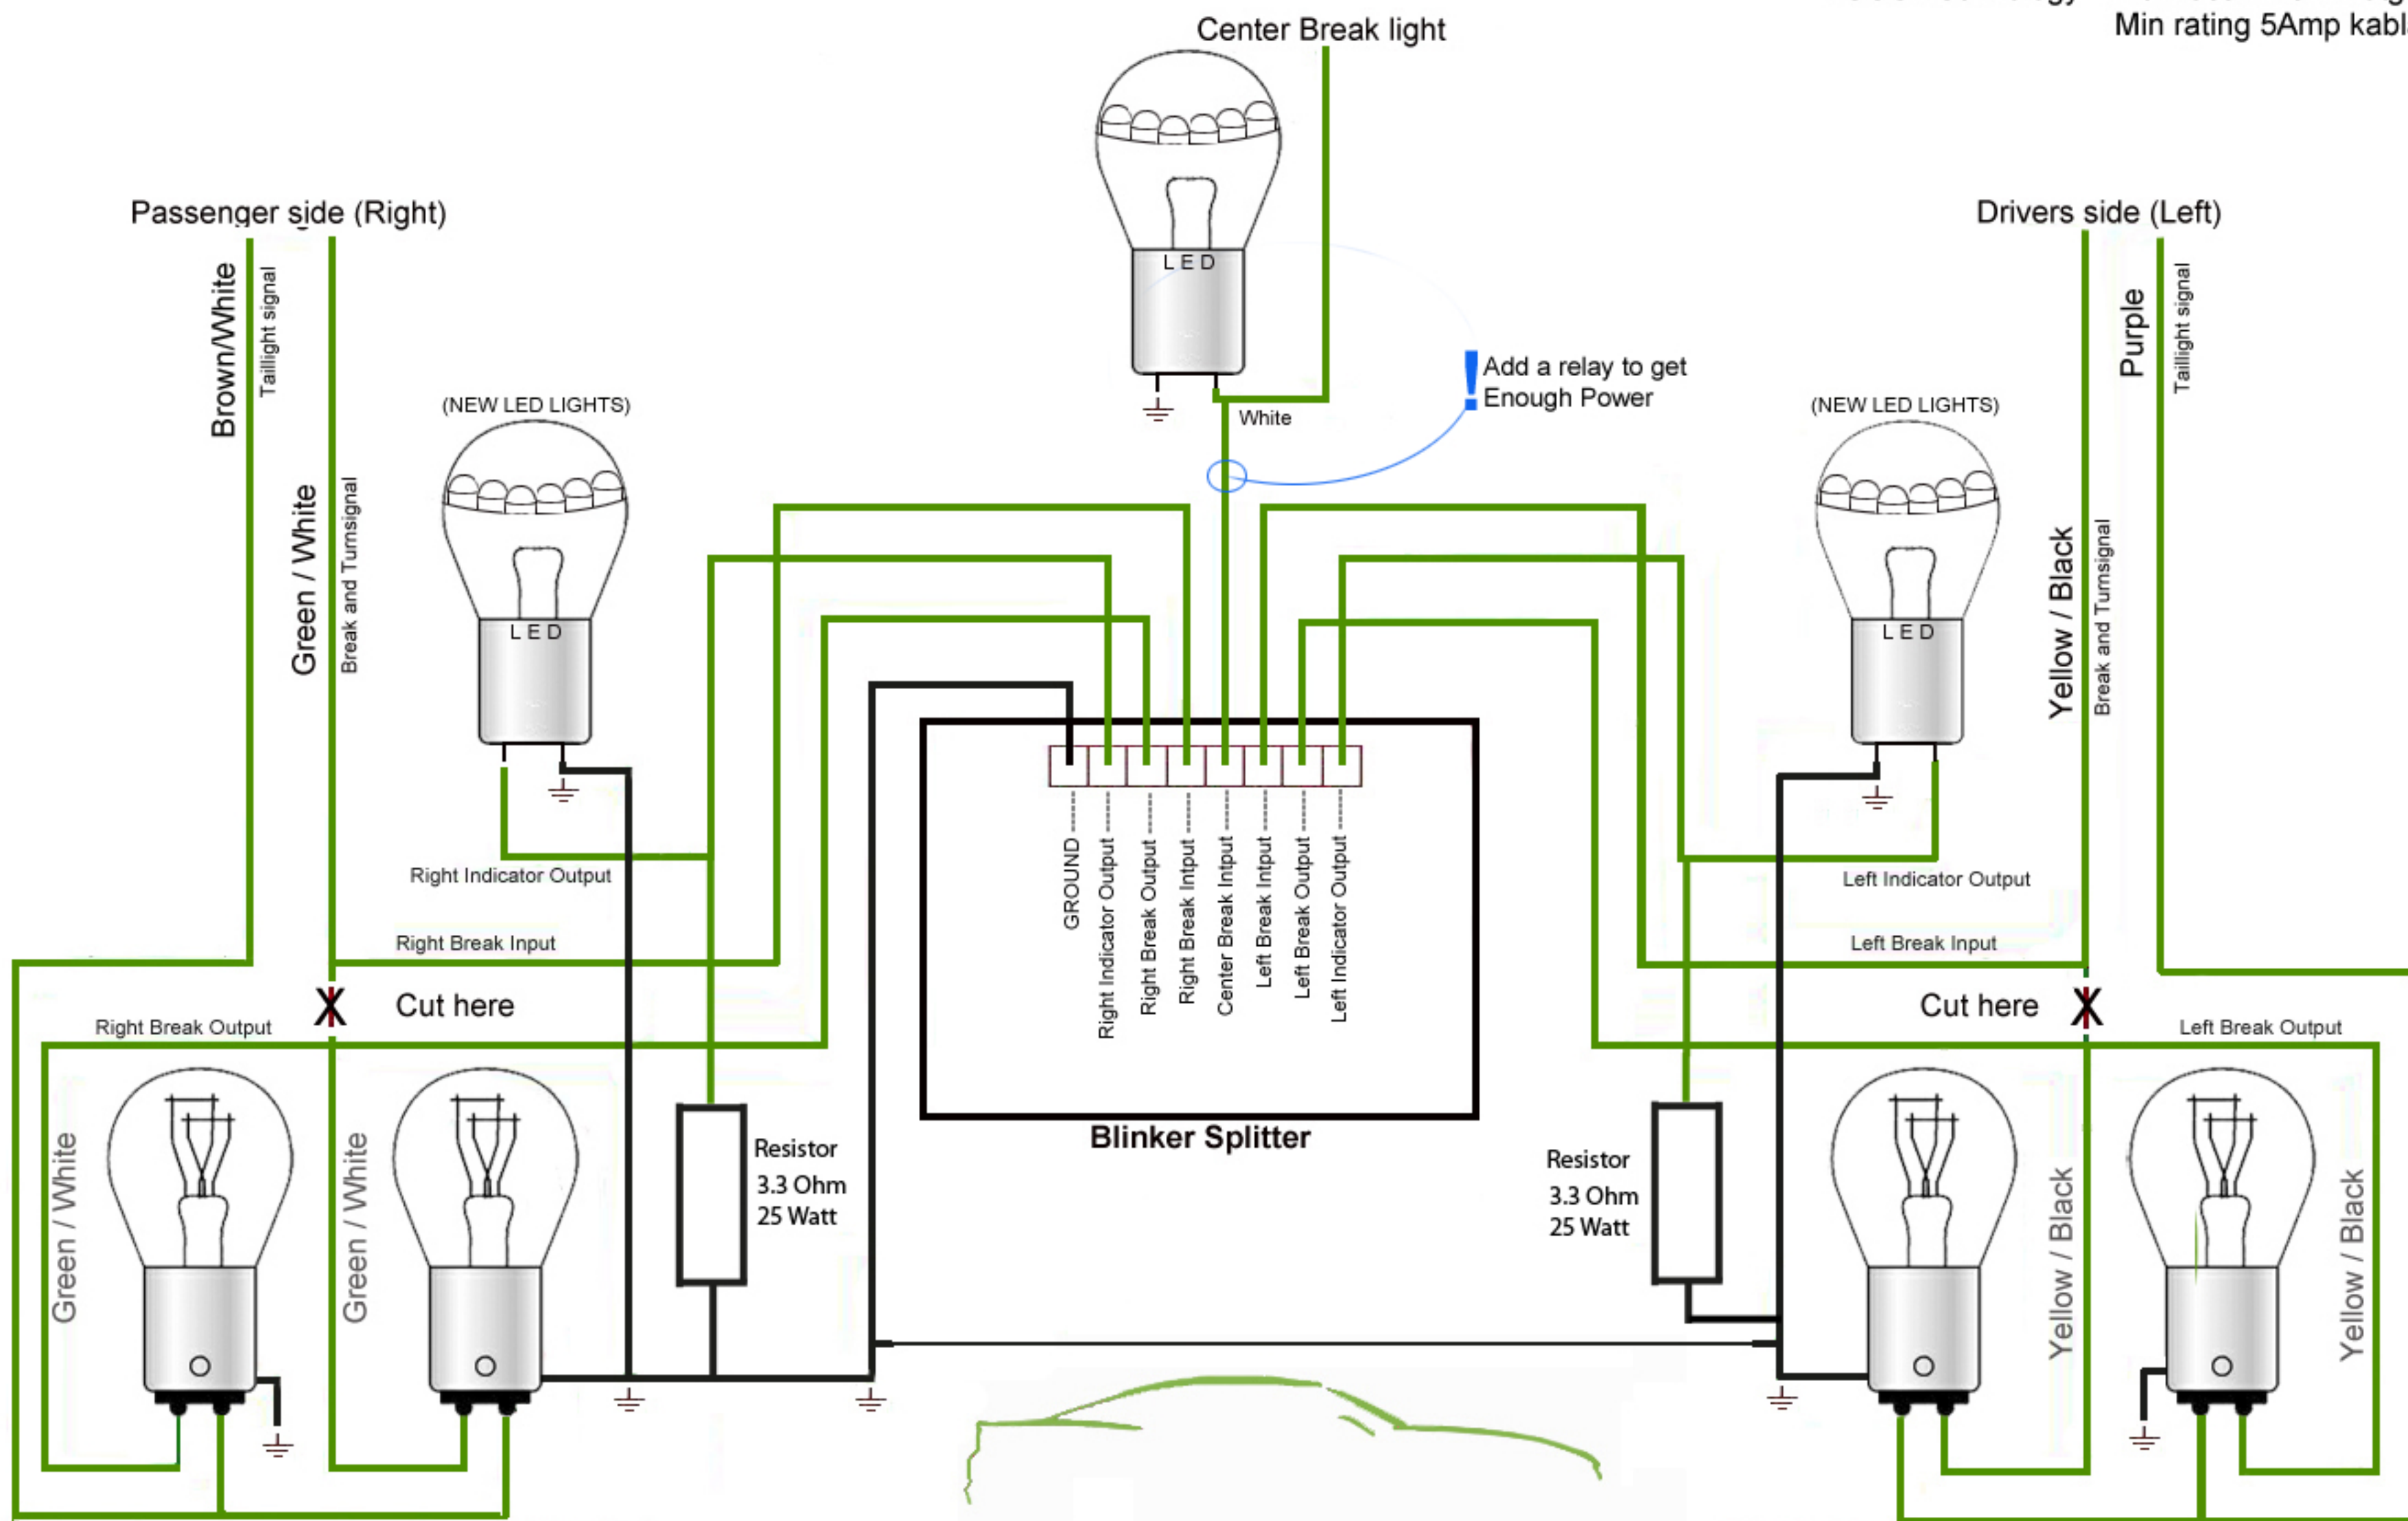 Center Break light
Min rating 5Amp
Passenger side (Right)
Drivers side (Left)
Brown/White
Taillight signal
Green / White
Break and Turnsignal
(NEW LED LIGHTS)
LED
LED
White
Add a relay to get
Enough Power
(NEW LED LIGHTS)
LED
Yellow / Black
Break and Turnsignal
Purple
Taillight signal
Right Indicator Output
Right Break Input
X Cut here
Right Break Output
GROUND
Right Indicator Output
Right Break Output
Right Break Intput
Center Break Intput
Left Break Intput
Left Break Output
Left Indicator Output
Blinker Splitter
Left Indicator Output
Left Break Input
Cut here X
Left Break Output
Green / White
Green / White
Resistor
3.3 Ohm
25 Watt
Resistor
3.3 Ohm
25 Watt
Yellow / Black
Yellow / Black